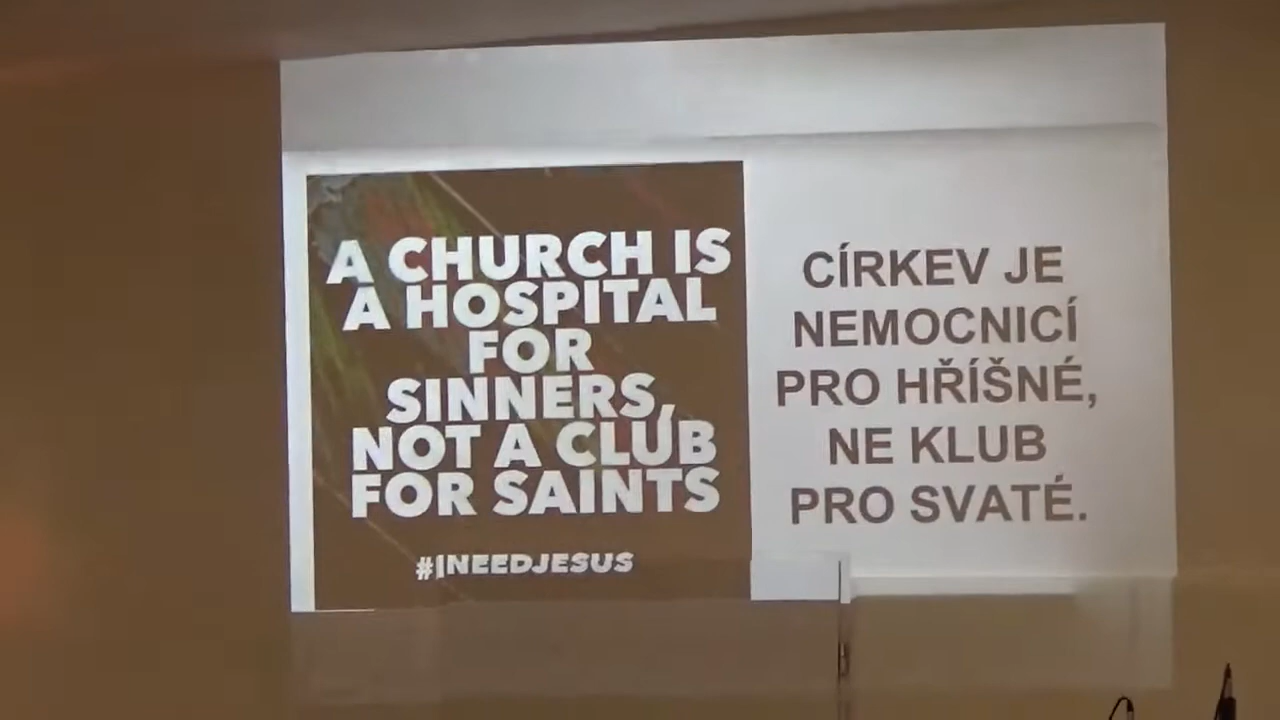 A CHURCH IS
A HOSPITAL
FOR
SINNERS,
NOT A CLUB
FOR SAINTS
#INEEDJESUS
CÍRKEV JE
NEMOCNICÍ
PRO HŘÍŠNÉ,
NE KLUB
PRO SVATÉ.